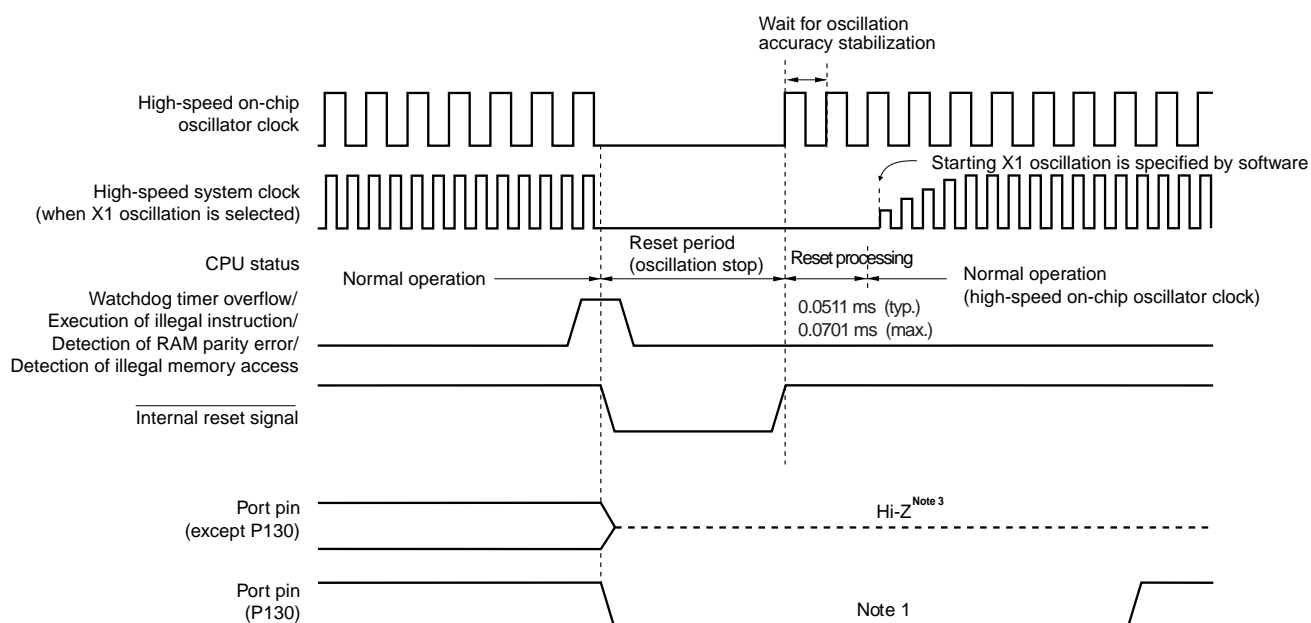 Wait for oscillation
accuracy stabilization
High-speed on-chip
oscillator clock
Starting X1 oscillation is specified by software
High-speed system clock
(when X1 oscillation is selected)
CPU status
Normal operation
Reset period
(oscillation stop)
Reset processing
Normal operation
(high-speed on-chip oscillator clock)
0.0511 ms (typ.)
0.0701 ms (max.)
Watchdog timer overflow/
Execution of illegal instruction/
Detection of RAM parity error/
Detection of illegal memory access
Internal reset signal
Port pin
(except P130)
Hi-Z Note 3
Port pin
(P130)
Note 1